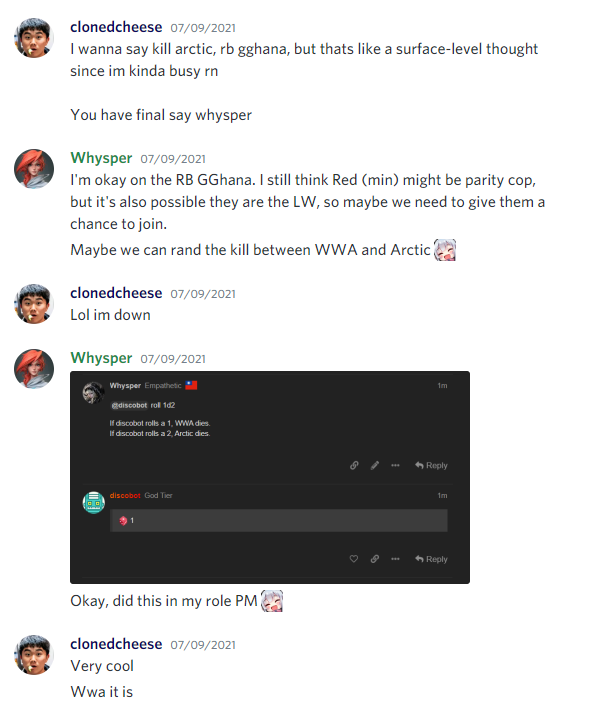 clonedcheese 07/09/2021
I wanna say kill arctic, rb gghana, but thats like a surface-level thought
since im kinda busy rn
You have final say whysper
Whysper 07/09/2021
I'm okay on the RB GGhana. I still think Red (min) might be parity cop,
but it's also possible they are the LW, so maybe we need to give them a
chance to join.
Maybe we can rand the kill between WWA and Arctic
clonedcheese 07/09/2021
Lol im down
Whysper 07/09/2021
Whysper Empathetic 1m
@discobot roll 1d2
If discobot rolls a 1, WWA dies.
If discobot rolls a 2, Arctic dies.
Reply
discobot God Tier 1m
1
Reply
Okay, did this in my role PM
clonedcheese 07/09/2021
Very cool
Wwa it is